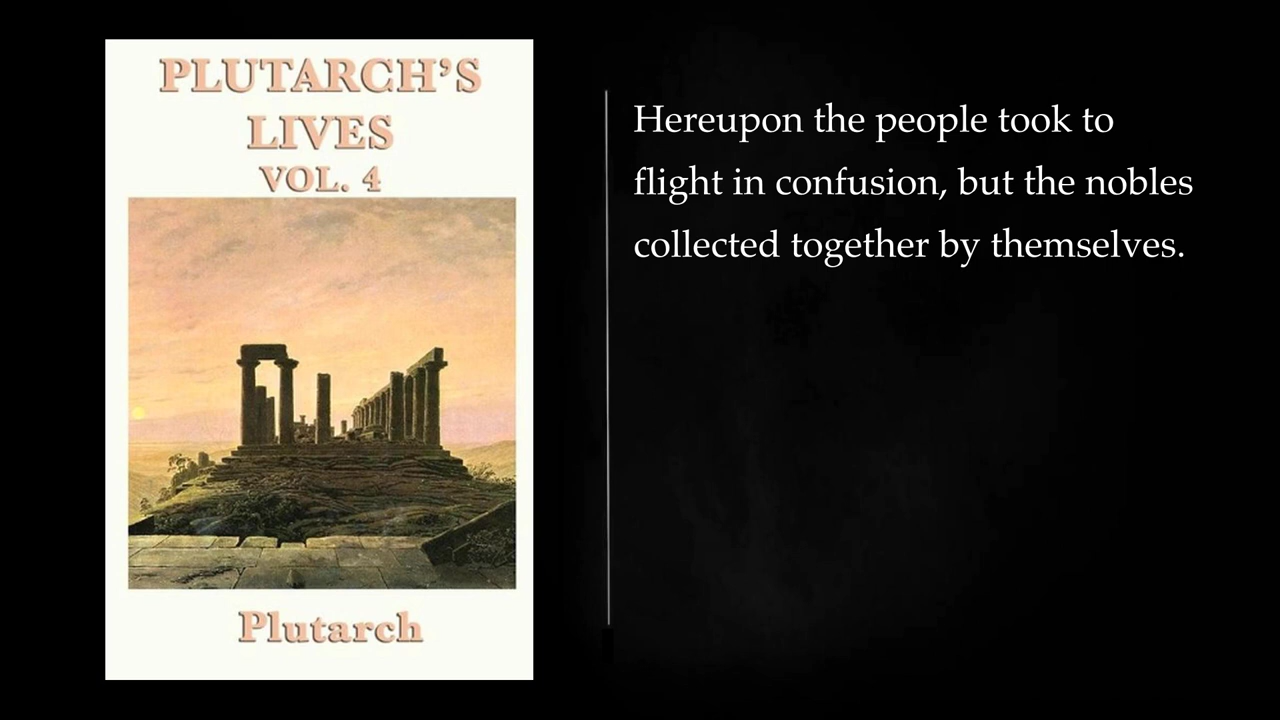 PLUTARCH'S
LIVES
VOL. 4
Plutarch
Hereupon the people took to
flight in confusion, but the nobles
collected together by themselves.